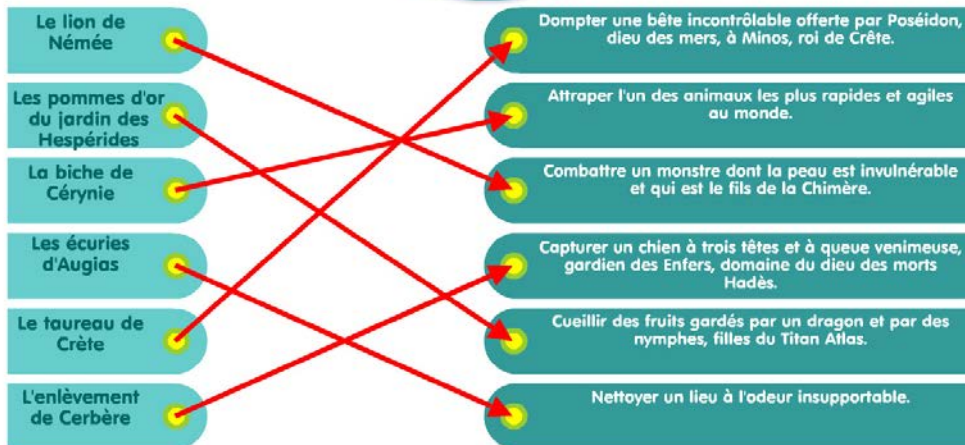 Le lion de
Némée
Dompter une bête incontrôlable offerte par Poséidon,
dieu des mers, à Minos, roi de Crête.
Les pommes d'or
du jardin des
Hespérides
Attraper l'un des animaux les plus rapides et agiles
au monde.
La biche de
Cérynie
Combattre un monstre dont la peau est invulnérable
et qui est le fils de la Chimère.
Les écuries
d'Augias
Capturer un chien à trois têtes et à queue venimeuse,
gardien des Enfers, domaine du dieu des morts
Hadès.
Le taureau de
Crète
Cueillir des fruits gardés par un dragon et par des
nymphes, filles du Titan Atlas.
L'enlèvement
de Cerbère
Nettoyer un lieu à l'odeur insupportable.